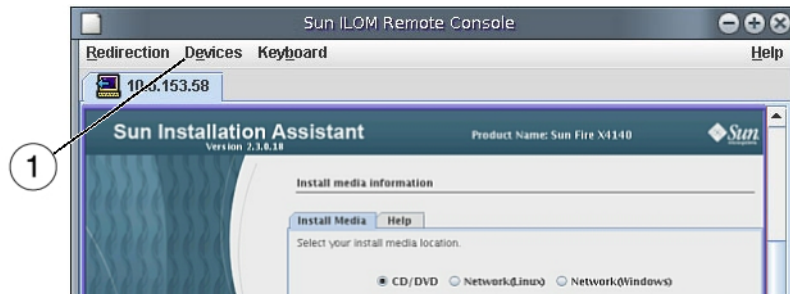 Sun ILOM Remote Console
Redirection Devices Keyboard Help
10.6.153.58
Sun Installation Assistant
Version 2.3.0.18
Product Name: Sun Fire X4140
Sun
1
Install media information
Install Media Help
Select your install media location.
CD/DVD Network(Linux) Network(Windows)